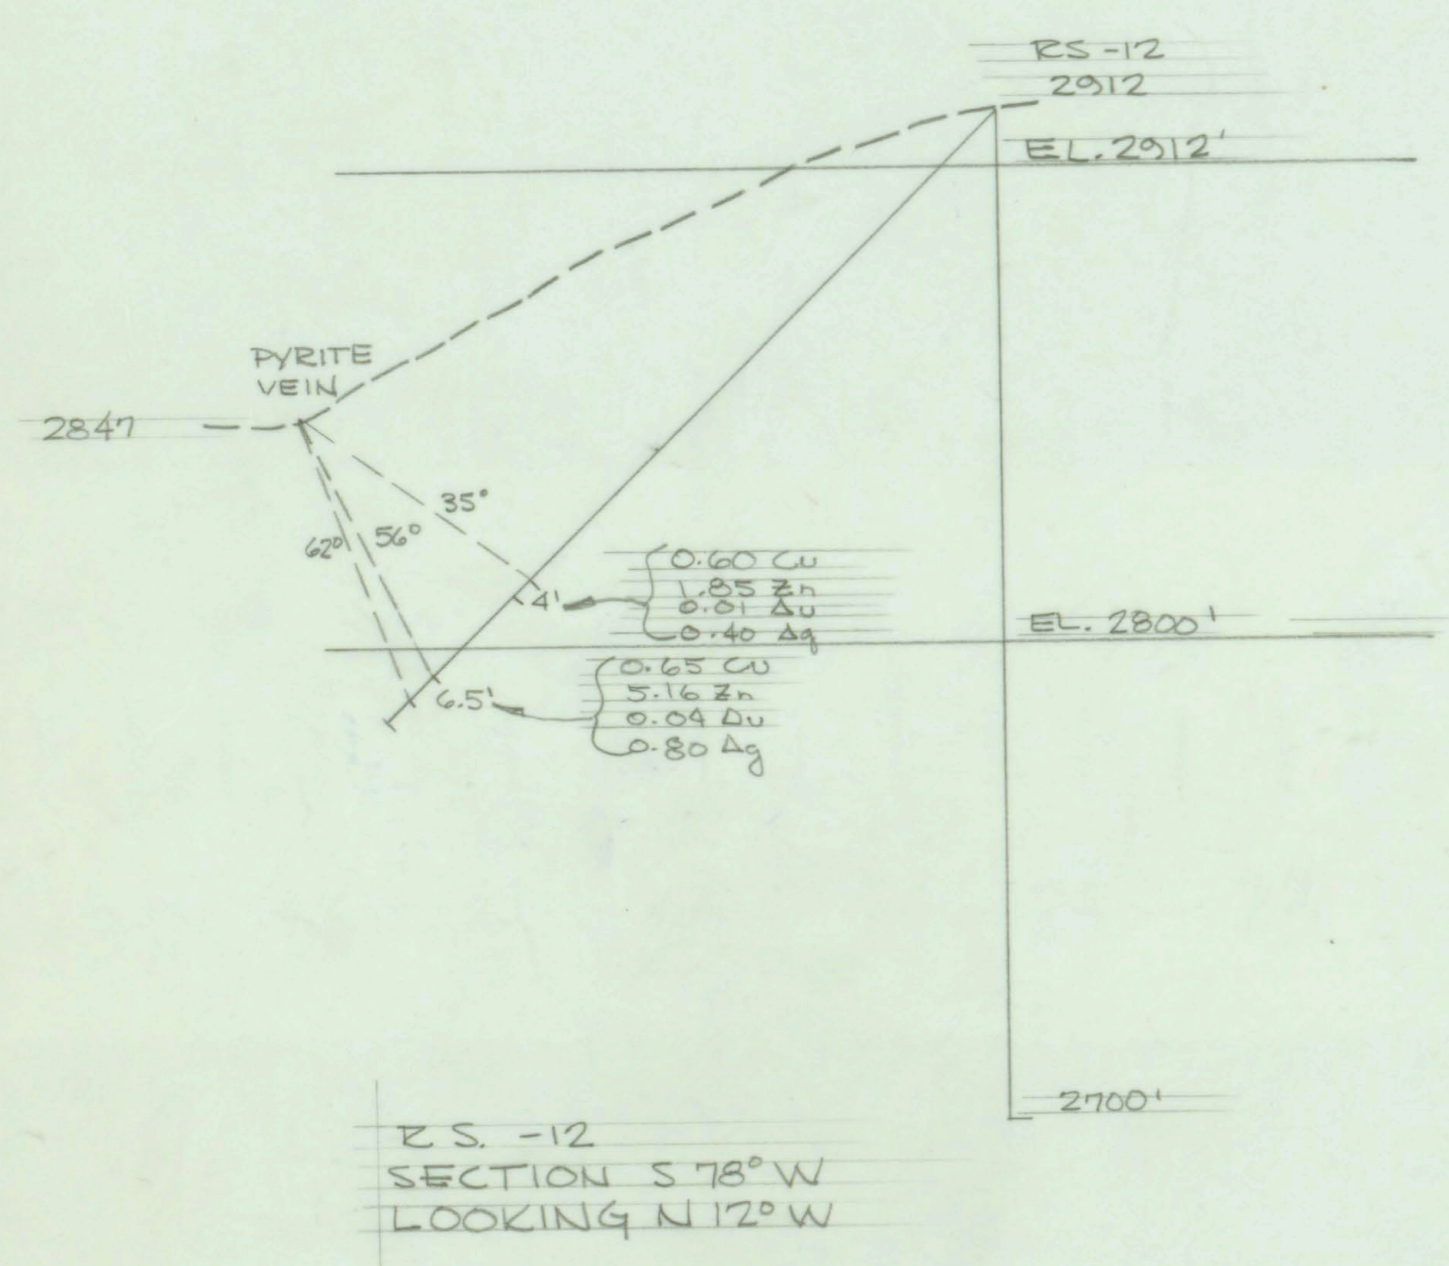 RS-12
2912
EL. 2912'
PYRITE
VEIN
2847
35°
56°
62°
0.60 Cu
1.85 Zn
0.01 Au
0.40 Ag
4'
EL. 2800'
0.65 Cu
5.16 Zn
0.04 Au
0.80 Ag
6.5'
2700'
R S. -12
SECTION S 78° W
LOOKING N 12° W